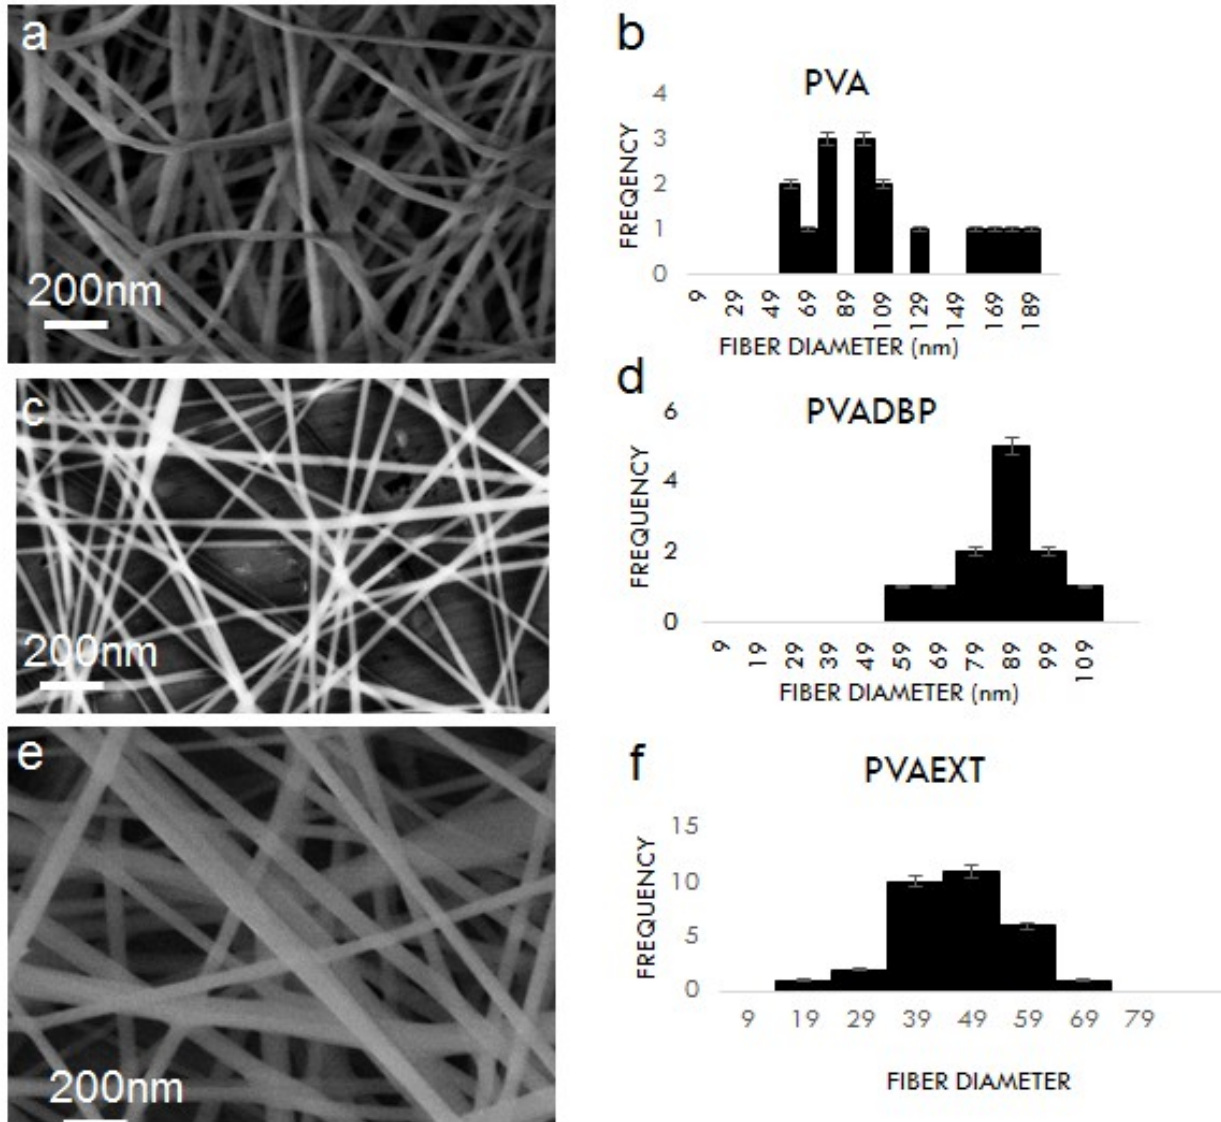 a
200nm
b
PVA
4
3
2
1
0
FREQENCY
9 29 49 69 89 109 129 149 169 189
FIBER DIAMETER (nm)
c
200nm
d
PVADBP
6
4
2
0
FREQUENCY
9 19 29 39 49 59 69 79 89 99 109
FIBER DIAMETER (nm)
e
200nm
f
PVAEXT
15
10
5
0
FREQUENCY
9 19 29 39 49 59 69 79
FIBER DIAMETER